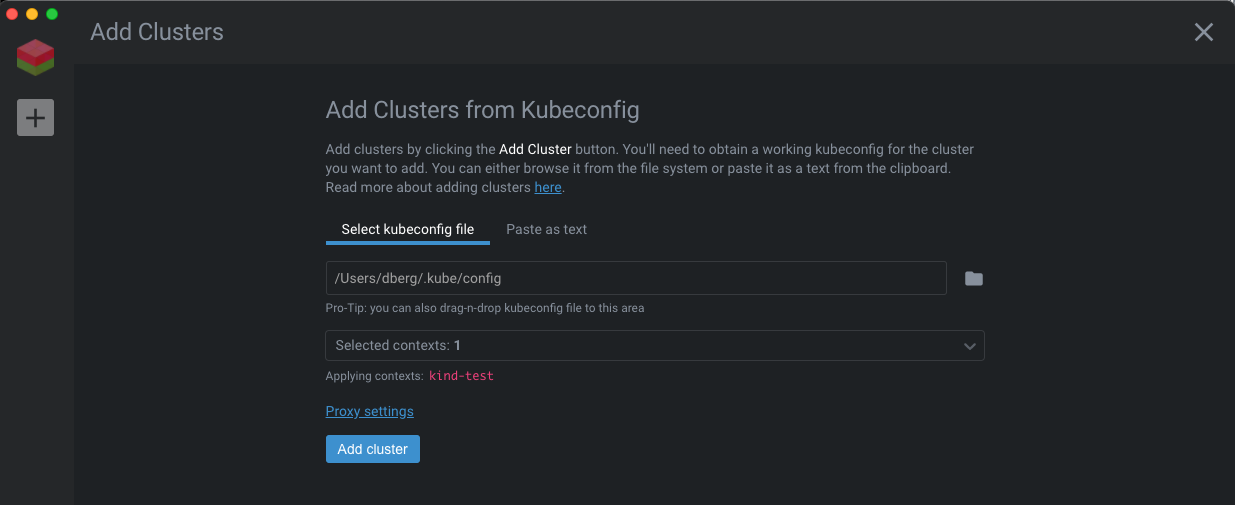 Add Clusters
Add Clusters from Kubeconfig
Add clusters by clicking the Add Cluster button. You'll need to obtain a working kubeconfig for the cluster
you want to add. You can either browse it from the file system or paste it as a text from the clipboard.
Read more about adding clusters here.
Select kubeconfig file Paste as text
/Users/dberg/.kube/config
Pro-Tip: you can also drag-n-drop kubeconfig file to this area
Selected contexts: 1
Applying contexts: kind-test
Proxy settings
Add cluster